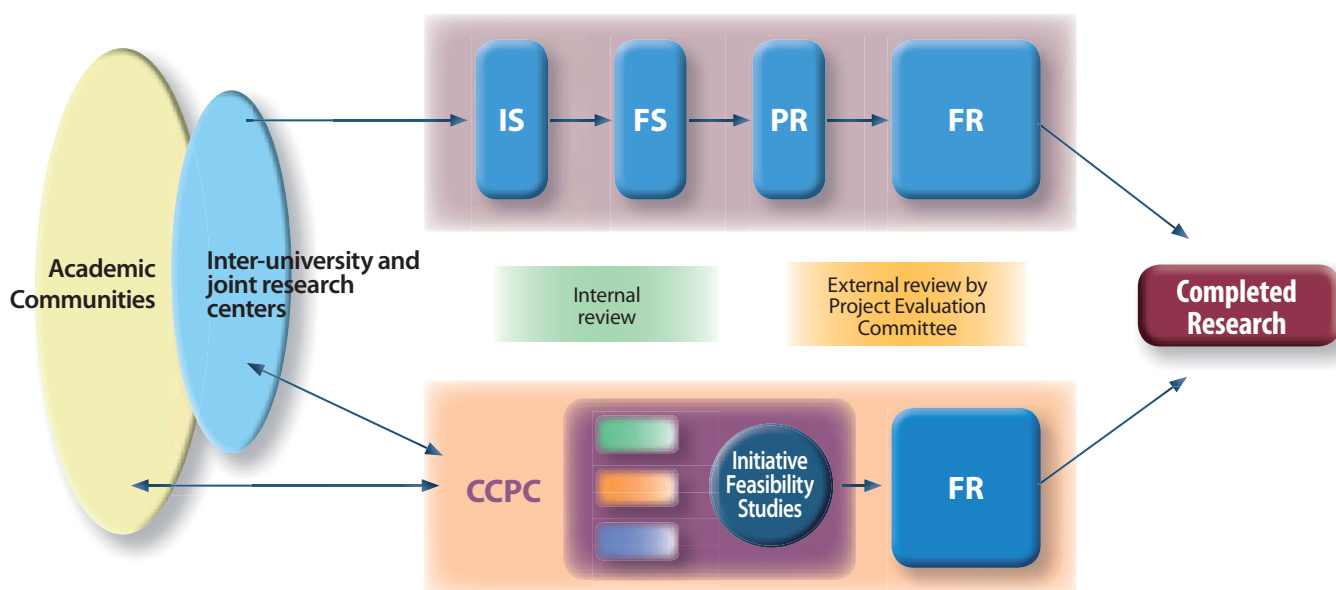 IS
FS
PR
FR
Academic
Communities
Inter-university and
joint research
centers
Internal
review
External review by
Project Evaluation
Committee
Completed
Research
CCPC
Initiative
Feasibility
Studies
FR